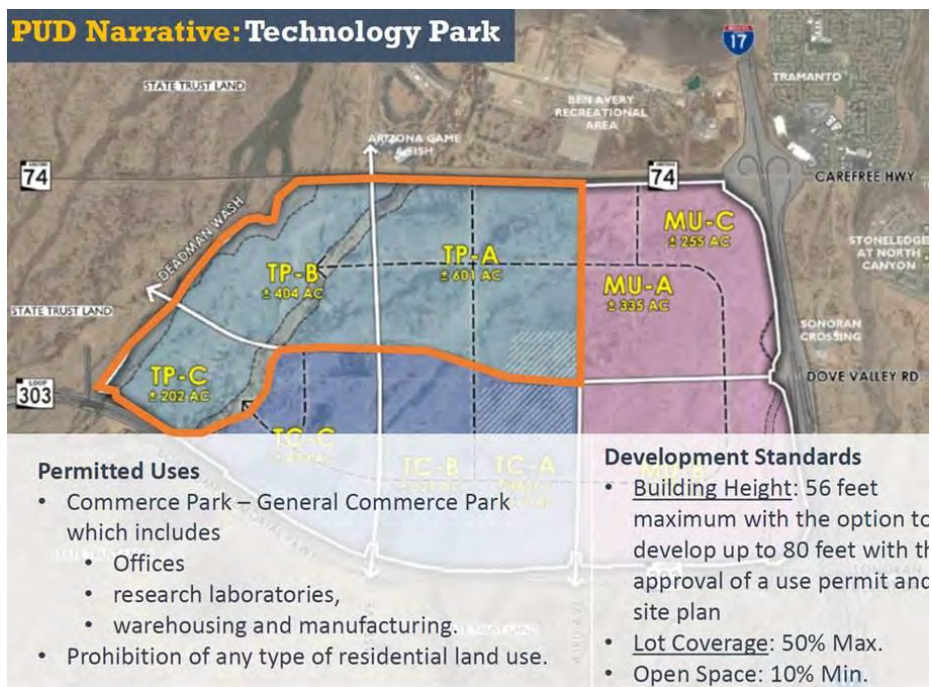 PUD Narrative: Technology Park
INTERSTATE
17
STATE TRUST LAND
TRAMANTO
BEN AVERY
RECREATIONAL
AREA
ARIZONA GAME
& FISH
74
74
CAREFREE HWY
DEADMAN WASH
MU-C
± 255 AC
TP-A
± 601 AC
TP-B
± 404 AC
MU-A
± 335 AC
STONELEDGE
AT NORTH
CANYON
STATE TRUST LAND
SONORAN
CROSSING
TP-C
± 202 AC
LOOP
303
DOVE VALLEY RD.
TC-C
TC-B
TC-A
MU-B
Permitted Uses
• Commerce Park – General Commerce Park
which includes
• Offices
• research laboratories,
• warehousing and manufacturing.
• Prohibition of any type of residential land use.
Development Standards
• Building Height: 56 feet
maximum with the option to
develop up to 80 feet with th
approval of a use permit and
site plan
• Lot Coverage: 50% Max.
• Open Space: 10% Min.